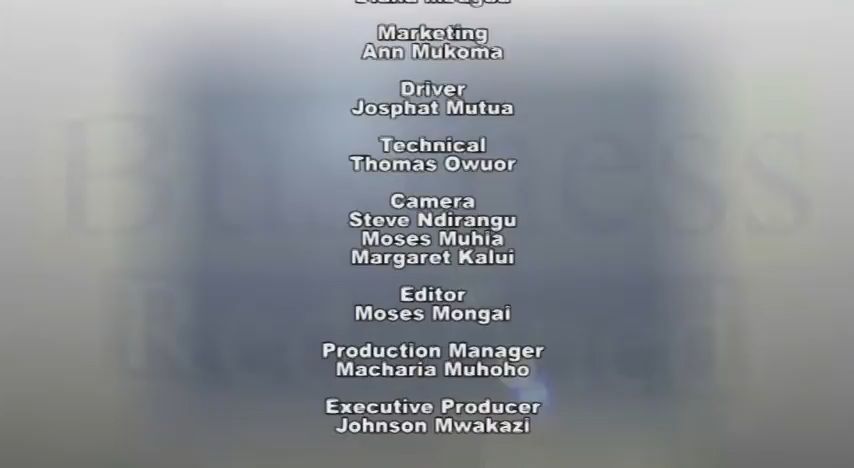 Marketing
Ann Mukoma
Driver
Josphat Mutua
Technical
Thomas Owuor
Camera
Steve Ndirangu
Moses Muhia
Margaret Kalui
Editor
Moses Mongai
Production Manager
Macharia Muhoho
Executive Producer
Johnson Mwakazi
Business